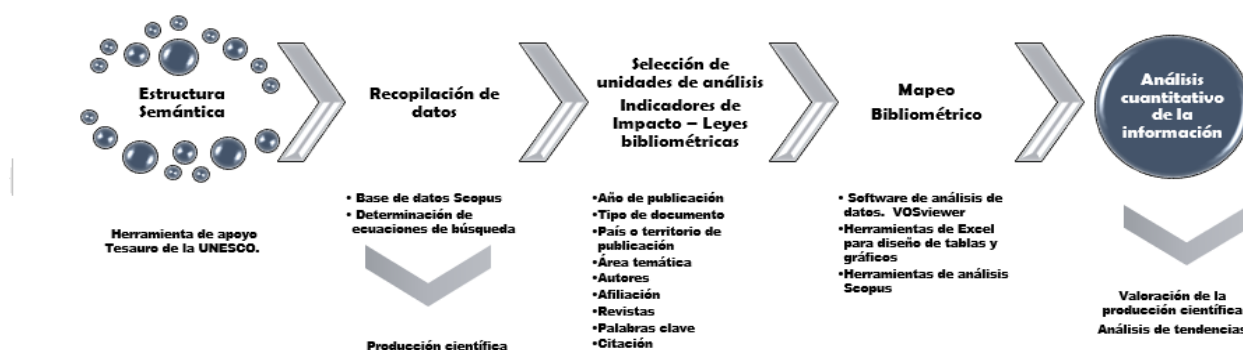 Estructura
Semántica
Herramienta de apoyo
Tesauro de la UNESCO.
Recopilación de
datos
• Base de datos Scopus
• Determinación de
ecuaciones de búsqueda
Producción científica
Selección de
unidades de análisis
Indicadores de
Impacto – Leyes
bibliométricas
•Año de publicación
•Tipo de documento
•País o territorio de
publicación
•Área temática
•Autores
•Afiliación
•Revistas
•Palabras clave
•Citación
Mapeo
Bibliométrico
• Software de análisis de
datos. VOSviewer
•Herramientas de Excel
para diseño de tablas y
gráficos
•Herramientas de análisis
Scopus
Análisis
cuantitativo
de la
información
Valoración de la
producción científica
Análisis de tendencias